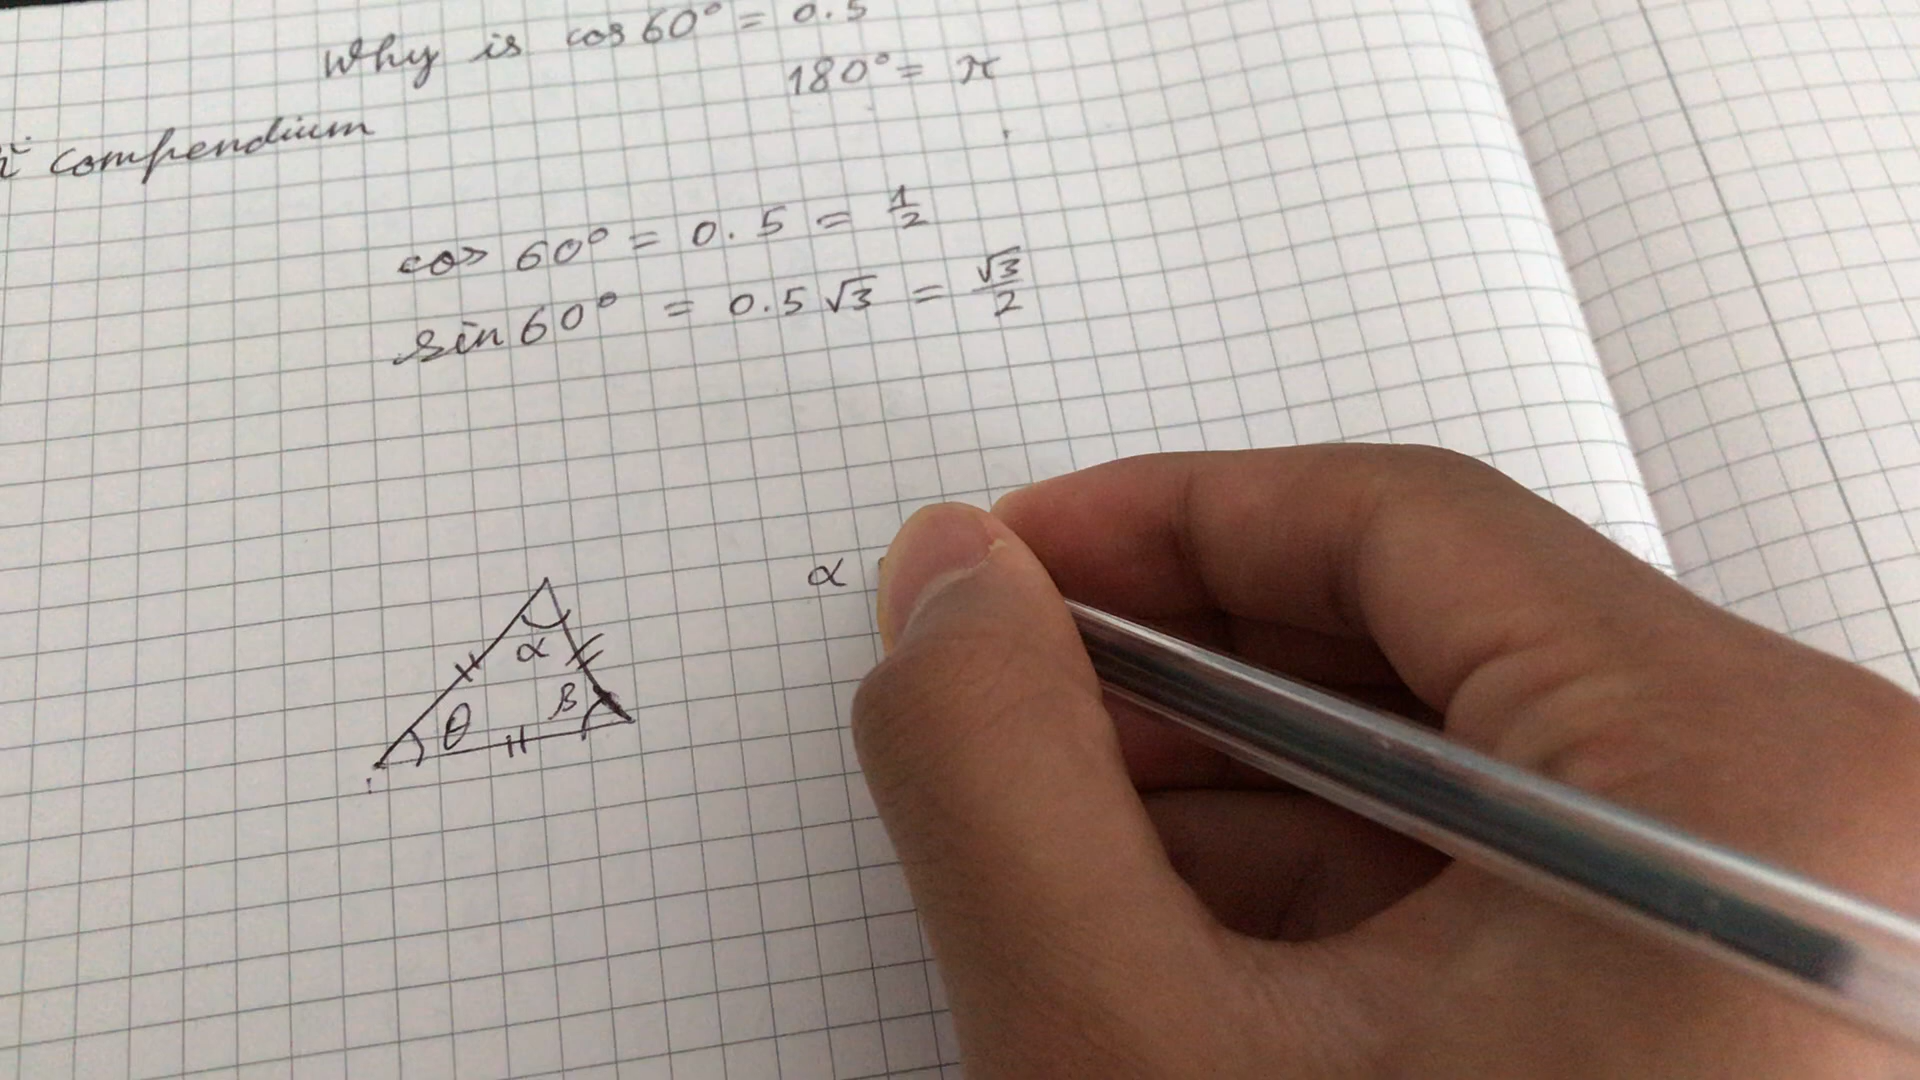 Why is cos 60° = 0.5
180° = π
compendium
cos 60° = 0.5 = 1/2
sin 60° = 0.5 √3 = √3/2
α
α
β
θ